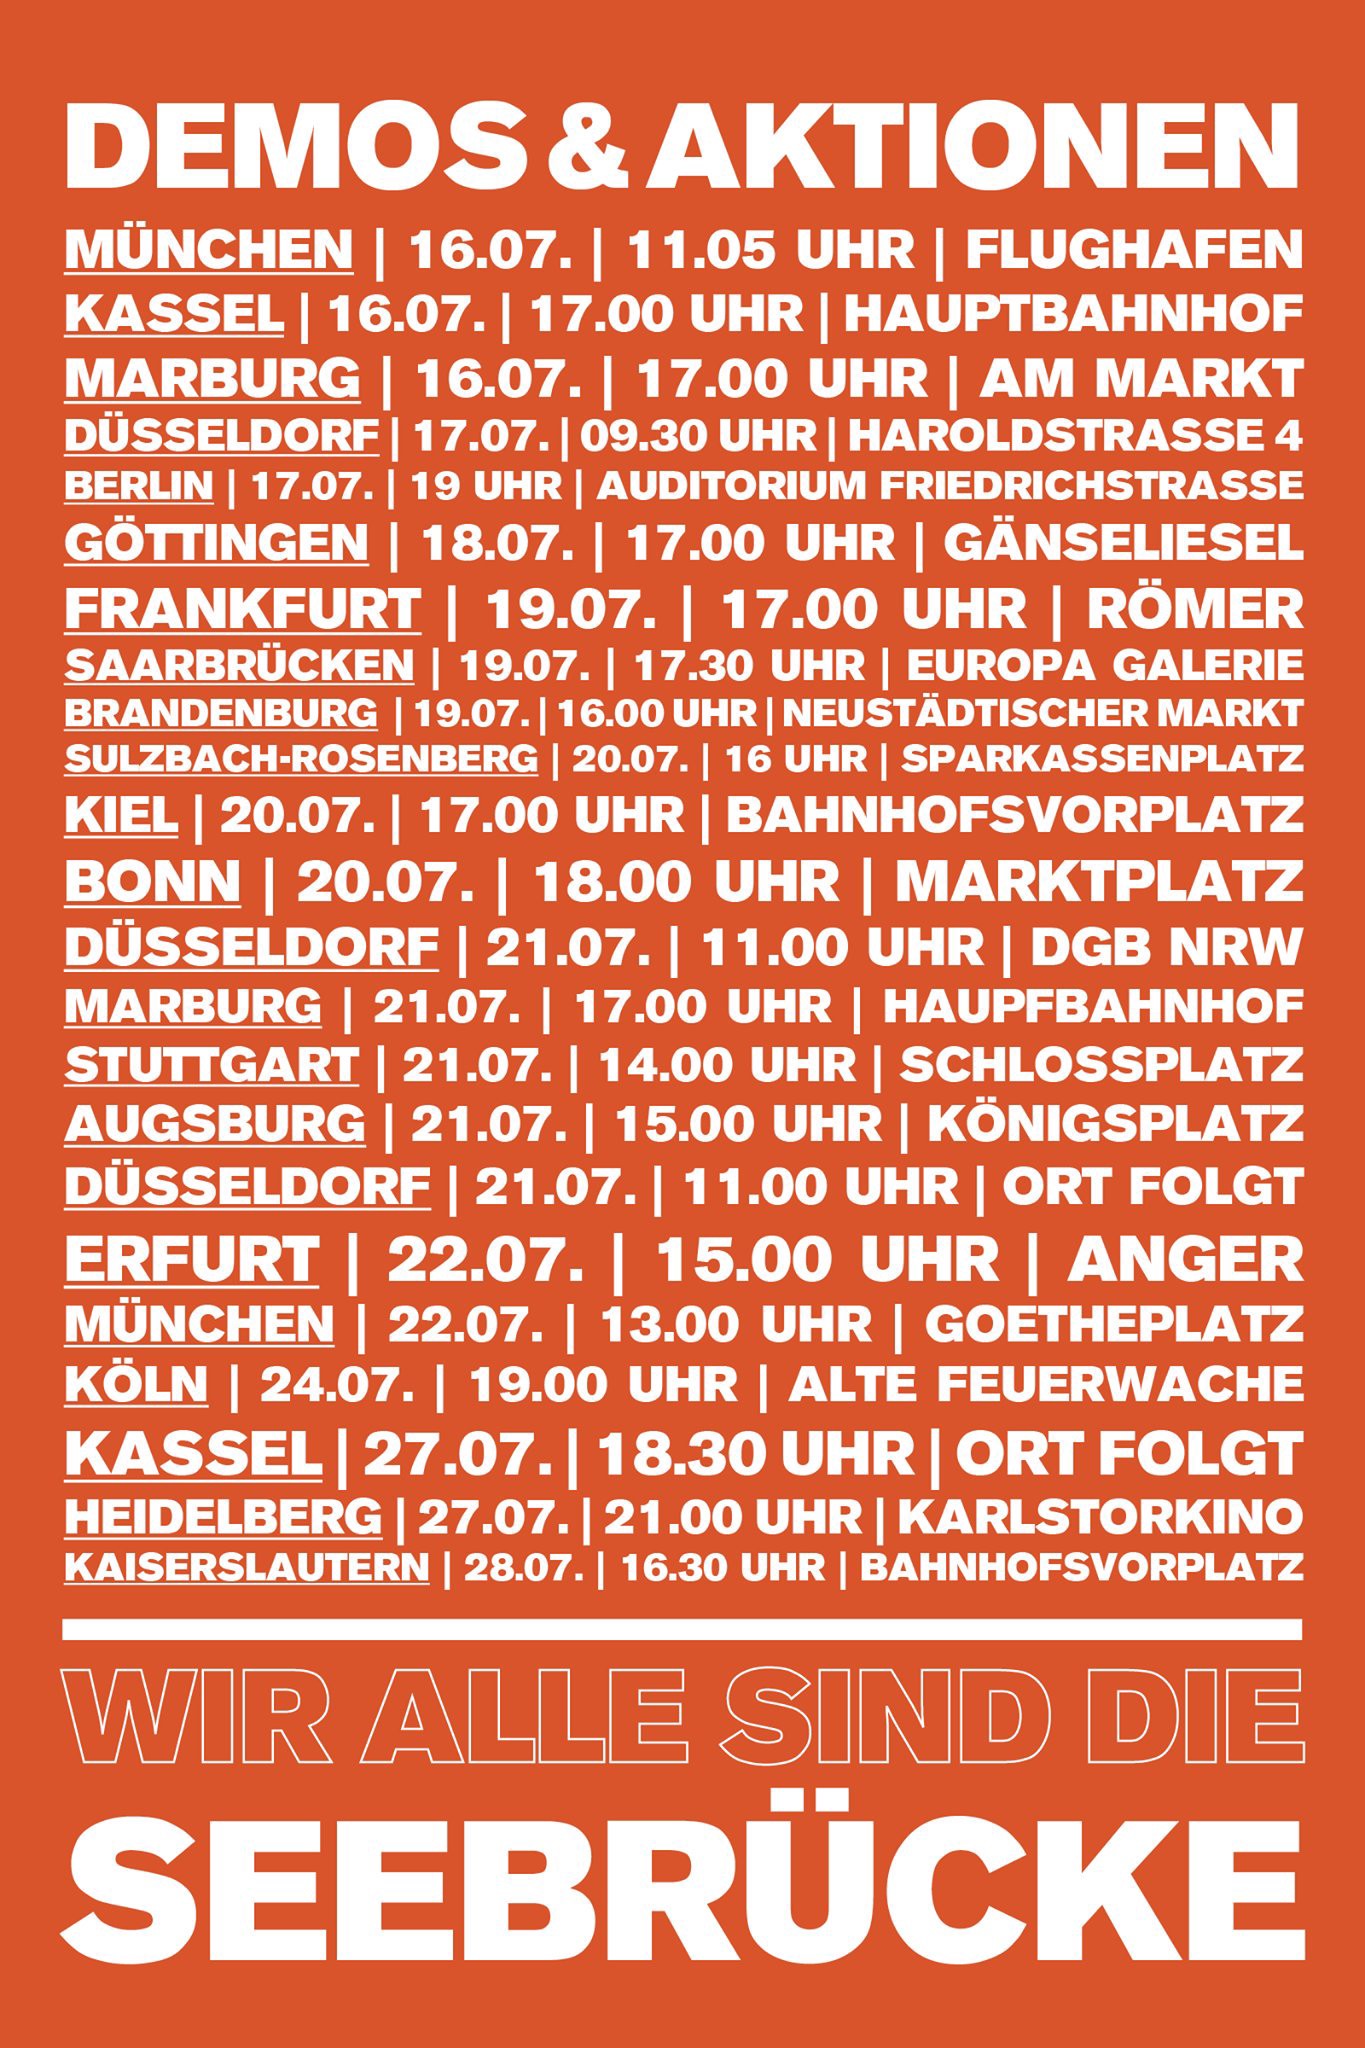 DEMOS & AKTIONEN
MÜNCHEN | 16.07. | 11.05 UHR | FLUGHAFEN
KASSEL | 16.07. | 17.00 UHR | HAUPTBAHNHOF
MARBURG | 16.07. | 17.00 UHR | AM MARKT
DÜSSELDORF | 17.07. | 09.30 UHR | HAROLDSTRASSE 4
BERLIN | 17.07. | 19 UHR | AUDITORIUM FRIEDRICHSTRASSE
GÖTTINGEN | 18.07. | 17.00 UHR | GÄNSELIESEL
FRANKFURT | 19.07. | 17.00 UHR | RÖMER
SAARBRÜCKEN | 19.07. | 17.30 UHR | EUROPA GALERIE
BRANDENBURG | 19.07. | 16.00 UHR | NEUSTÄDTISCHER MARKT
SULZBACH-ROSENBERG | 20.07. | 16 UHR | SPARKASSENPLATZ
KIEL | 20.07. | 17.00 UHR | BAHNHOFSVORPLATZ
BONN | 20.07. | 18.00 UHR | MARKTPLATZ
DÜSSELDORF | 21.07. | 11.00 UHR | DGB NRW
MARBURG | 21.07. | 17.00 UHR | HAUPFBAHNHOF
STUTTGART | 21.07. | 14.00 UHR | SCHLOSSPLATZ
AUGSBURG | 21.07. | 15.00 UHR | KÖNIGSPLATZ
DÜSSELDORF | 21.07. | 11.00 UHR | ORT FOLGT
ERFURT | 22.07. | 15.00 UHR | ANGER
MÜNCHEN | 22.07. | 13.00 UHR | GOETHEPLATZ
KÖLN | 24.07. | 19.00 UHR | ALTE FEUERWACHE
KASSEL | 27.07. | 18.30 UHR | ORT FOLGT
HEIDELBERG | 27.07. | 21.00 UHR | KARLSTORKINO
KAISERSLAUTERN | 28.07. | 16.30 UHR | BAHNHOFSVORPLATZ
WIR ALLE SIND DIE
SEEBRÜCKE